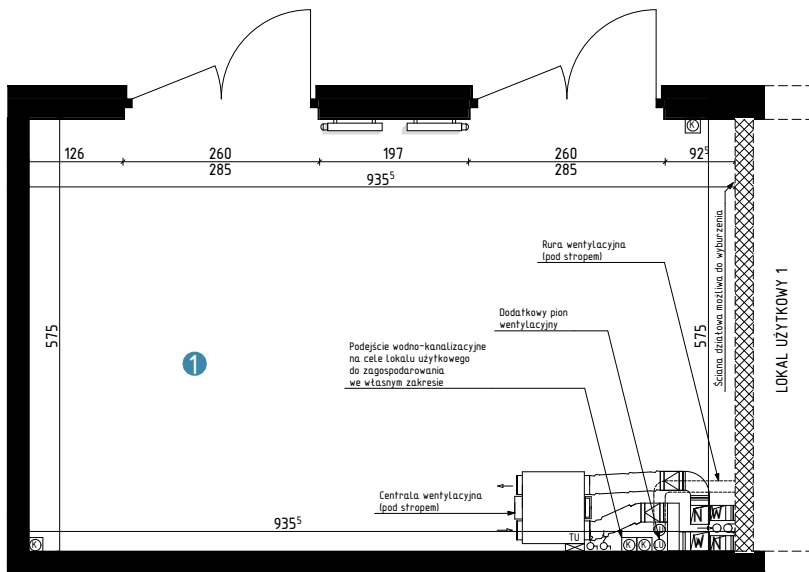 K
126 260 197 260 92⁵
285 285
935⁵
Ściana działowa możliwa do wyburzenia
Rura wentylacyjna
(pod stropem)
LOKAL UŻYTKOWY 1
575
575
Dodatkowy pion
wentylacyjny
Podejście wodno-kanalizacyjne
na cele lokalu użytkowego
do zagospodarowania
we własnym zakresie
1
Centrala wentylacyjna
(pod stropem)
N W
935⁵
TU
LU
K
K K LU
W N